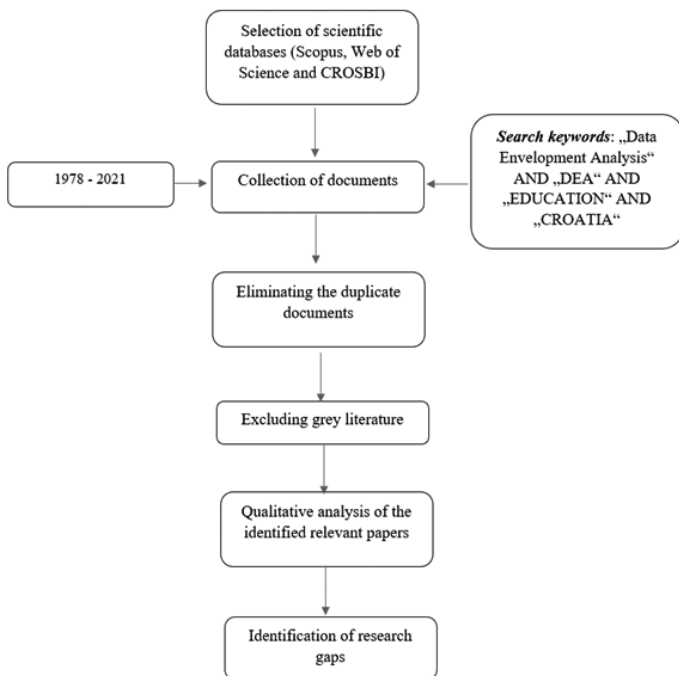 Selection of scientific
databases (Scopus, Web of
Science and CROSBI)
Search keywords: „Data
Envelopment Analysis“
AND „DEA“ AND
„EDUCATION“ AND
„CROATIA“
1978 - 2021
Collection of documents
Eliminating the duplicate
documents
Excluding grey literature
Qualitative analysis of the
identified relevant papers
Identification of research
gaps